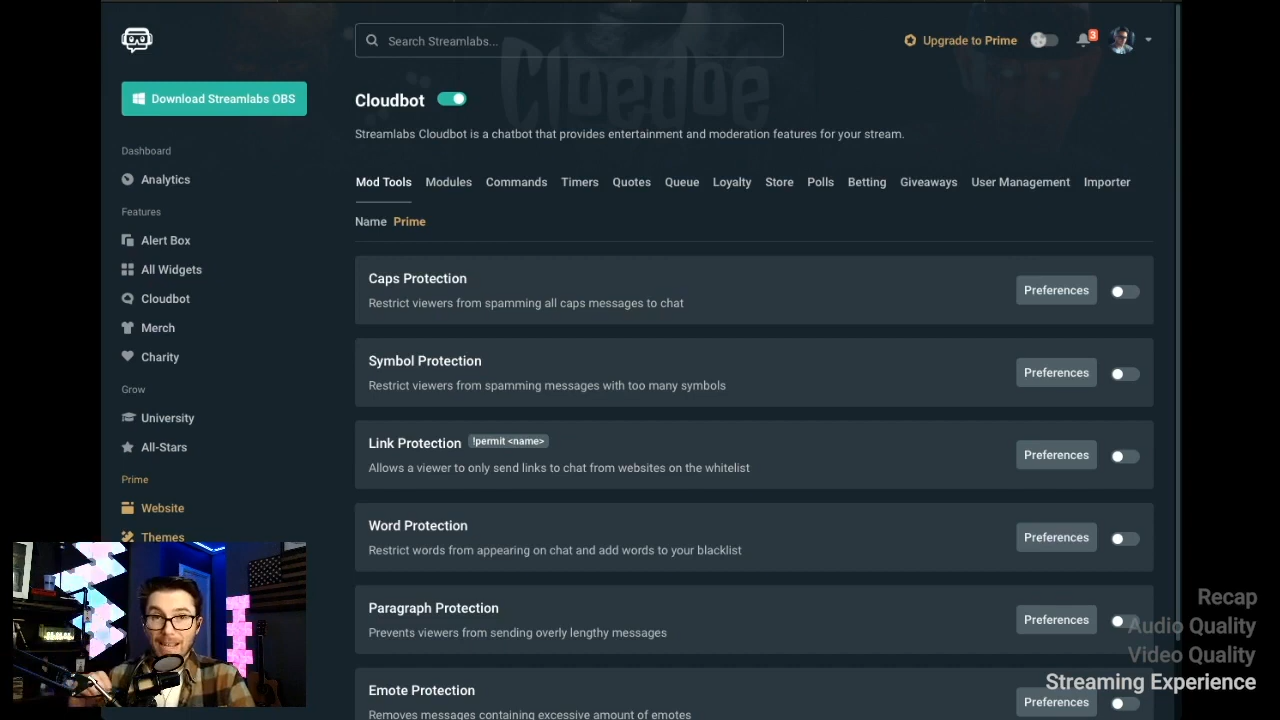 Search Streamlabs...
Upgrade to Prime
3
Download Streamlabs OBS
Cloudbot
Streamlabs Cloudbot is a chatbot that provides entertainment and moderation features for your stream.
Dashboard
Analytics
Features
Alert Box
All Widgets
Cloudbot
Merch
Charity
Grow
University
All-Stars
Prime
Website
Themes
Mod Tools Modules Commands Timers Quotes Queue Loyalty Store Polls Betting Giveaways User Management Importer
Name Prime
Caps Protection
Restrict viewers from spamming all caps messages to chat
Preferences
Symbol Protection
Restrict viewers from spamming messages with too many symbols
Preferences
Link Protection !permit <name>
Allows a viewer to only send links to chat from websites on the whitelist
Preferences
Word Protection
Restrict words from appearing on chat and add words to your blacklist
Preferences
Paragraph Protection
Prevents viewers from sending overly lengthy messages
Preferences
Emote Protection
Removes messages containing excessive amount of emotes
Preferences
Recap
Audio Quality
Video Quality
Streaming Experience